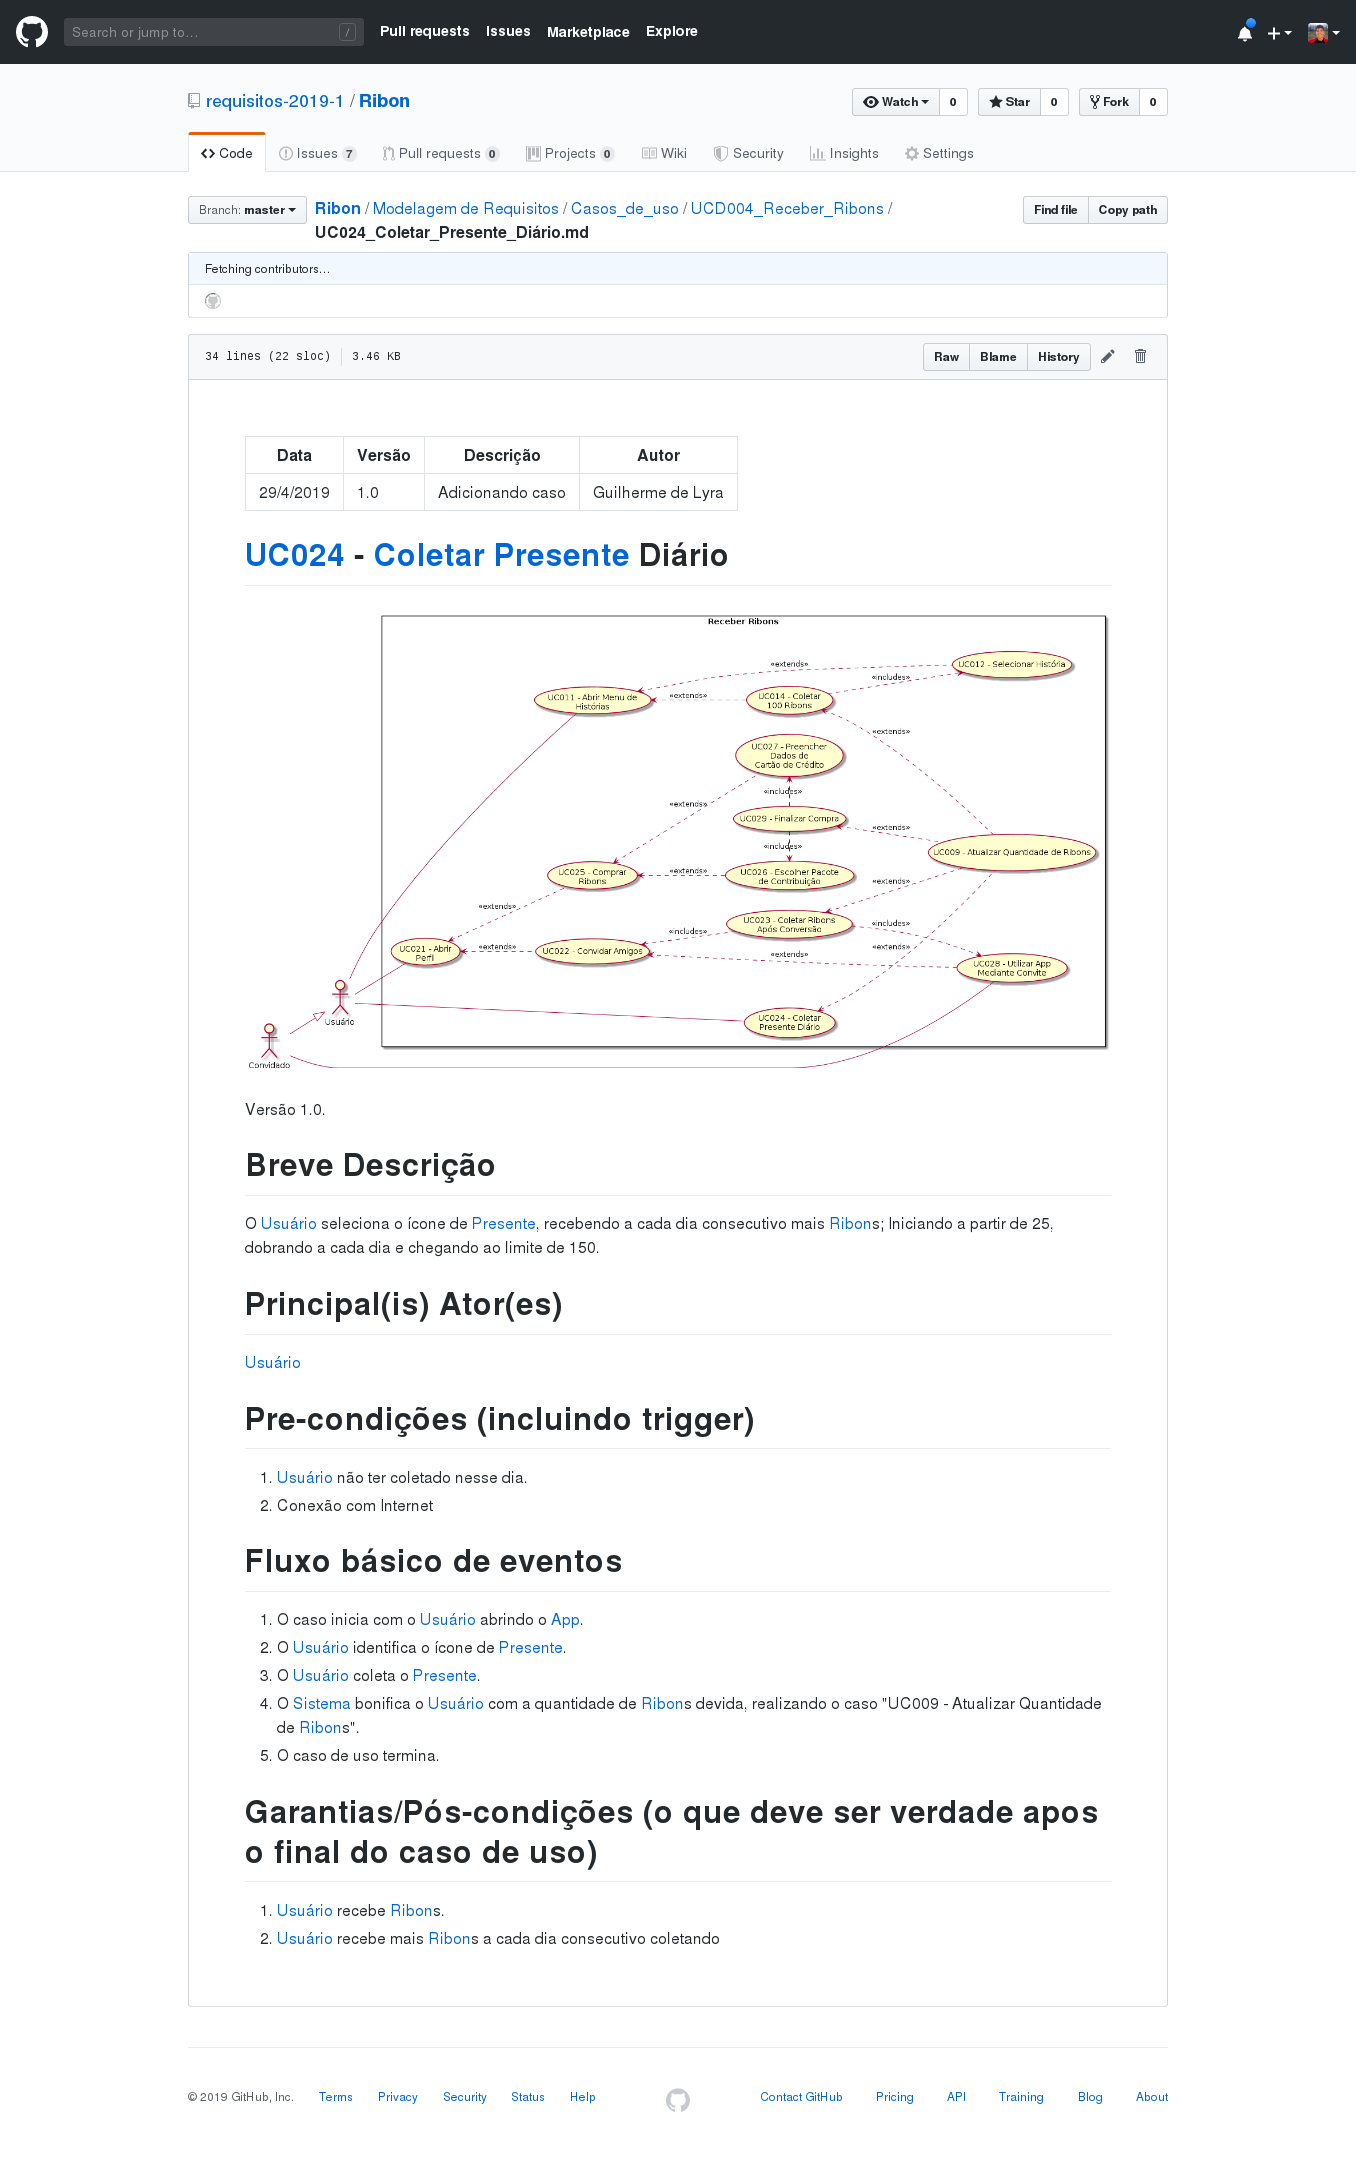 Search or jump to… / Pull requests Issues Marketplace Explore
requisitos-2019-1 / Ribon Watch 0 Star 0 Fork 0
Code Issues 7 Pull requests 0 Projects 0 Wiki Security Insights Settings
Branch: master Ribon / Modelagem de Requisitos / Casos_de_uso / UCD004_Receber_Ribons / Find file Copy path
UC024_Coletar_Presente_Diário.md
Fetching contributors…
34 lines (22 sloc) 3.46 KB Raw Blame History
Data Versão Descrição Autor
29/4/2019 1.0 Adicionando caso Guilherme de Lyra
UC024 - Coletar Presente Diário
Receber Ribons
«extends» UC012 - Selecionar História
«includes»
UC011 - Abrir Menu de
Histórias
«extends»
UC014 - Coletar
100 Ribons
«extends»
UC027 - Preencher
Dados de
Cartão de Crédito
«includes»
«extends»
UC029 - Finalizar Compra
«extends»
«includes»
UC009 - Atualizar Quantidade de Ribons
UC025 - Comprar
Ribons
«extends»
UC026 - Escolher Pacote
de Contribuição
«extends»
«extends»
UC023 - Coletar Ribons
Após Conversão
«extends»
«includes»
UC021 - Abrir
Perfil
«extends»
UC022 - Convidar Amigos
«extends»
«extends»
UC028 - Utilizar App
Mediante Convite
Usuário
UC024 - Coletar
Presente Diário
Convidado
Versão 1.0.
Breve Descrição
O Usuário seleciona o ícone de Presente, recebendo a cada dia consecutivo mais Ribons; Iniciando a partir de 25,
dobrando a cada dia e chegando ao limite de 150.
Principal(is) Ator(es)
Usuário
Pre-condições (incluindo trigger)
1. Usuário não ter coletado nesse dia.
2. Conexão com Internet
Fluxo básico de eventos
1. O caso inicia com o Usuário abrindo o App.
2. O Usuário identifica o ícone de Presente.
3. O Usuário coleta o Presente.
4. O Sistema bonifica o Usuário com a quantidade de Ribons devida, realizando o caso "UC009 - Atualizar Quantidade
de Ribons".
5. O caso de uso termina.
Garantias/Pós-condições (o que deve ser verdade apos
o final do caso de uso)
1. Usuário recebe Ribons.
2. Usuário recebe mais Ribons a cada dia consecutivo coletando
© 2019 GitHub, Inc. Terms Privacy Security Status Help Contact GitHub Pricing API Training Blog About